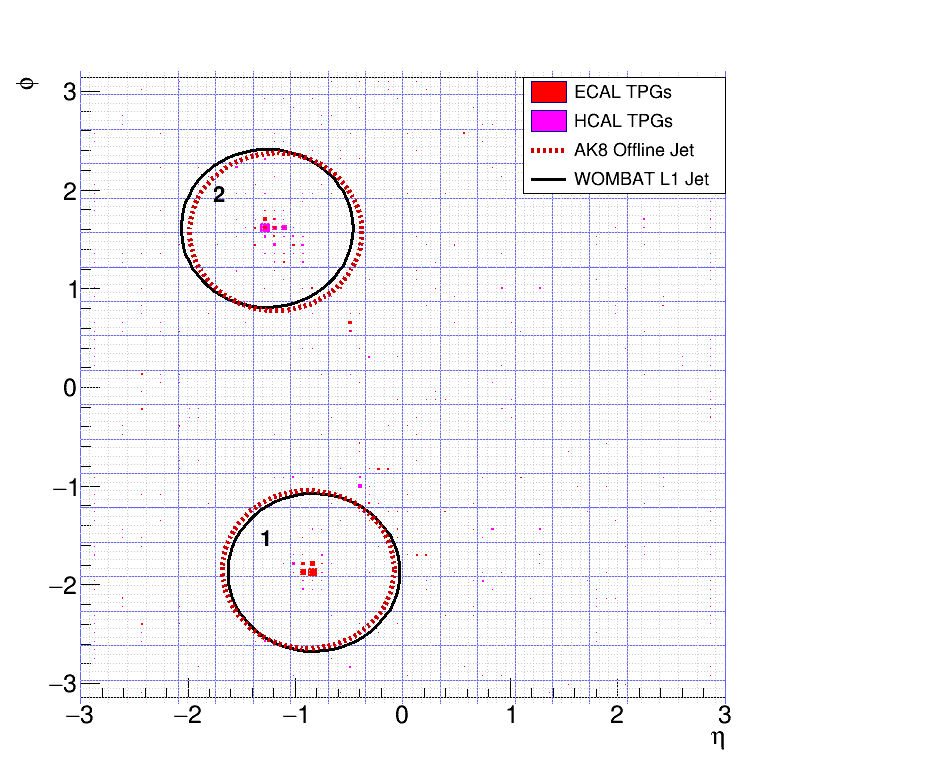 φ
3
2
1
0
−1
−2
−3
ECAL TPGs
HCAL TPGs
AK8 Offline Jet
WOMBAT L1 Jet
2
1
−3 −2 −1 0 1 2 3
η